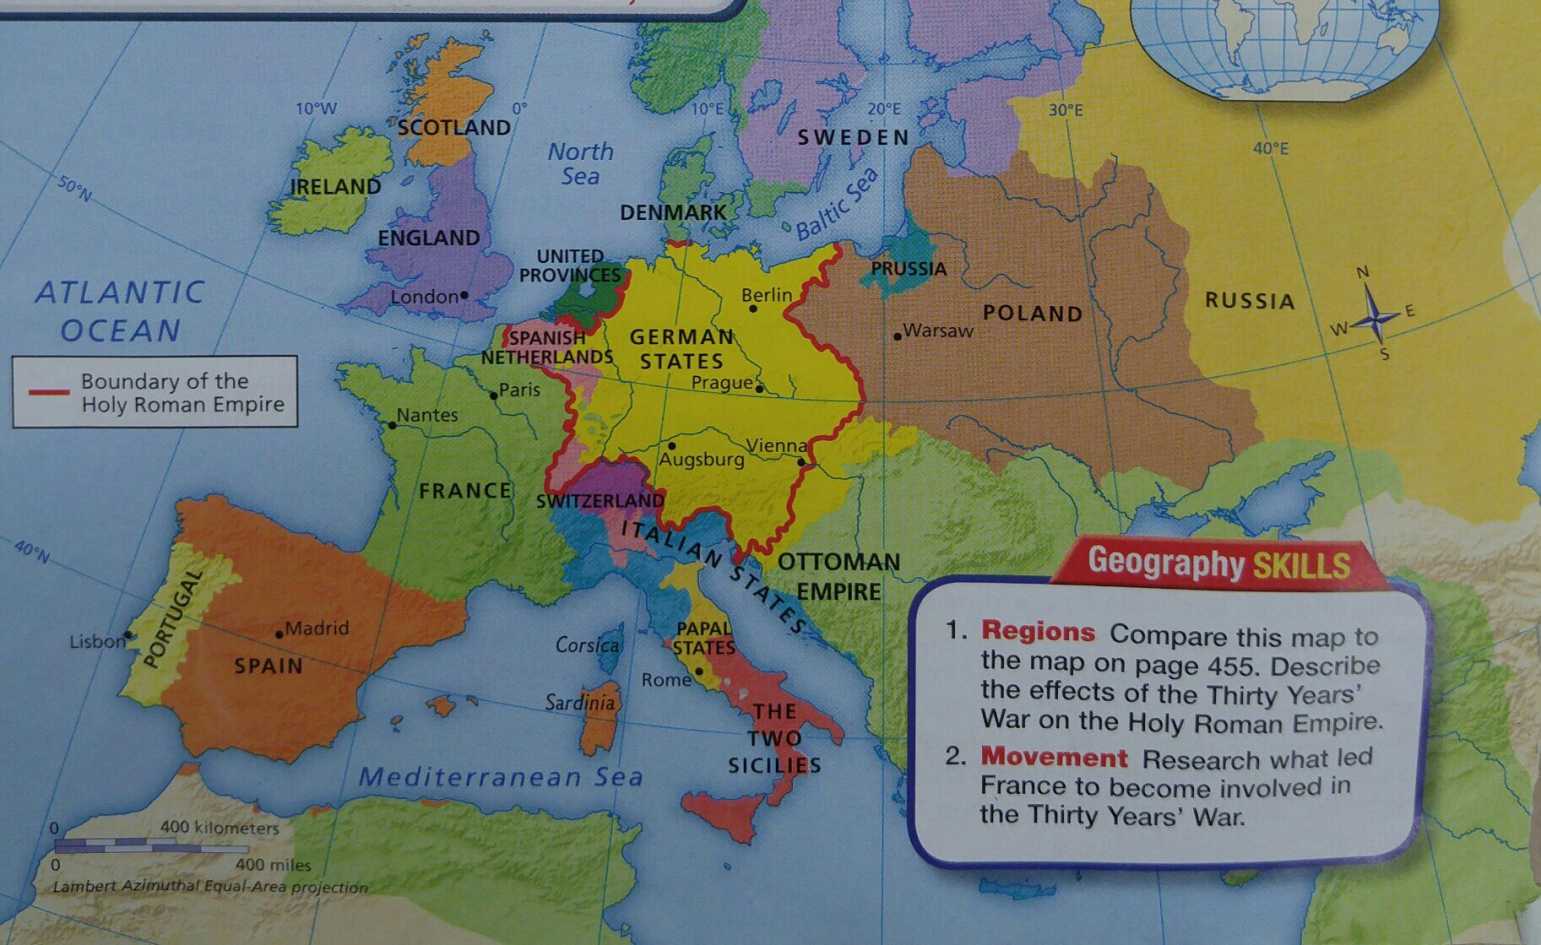 10°W
0°
10°E
20°E
30°E
40°E
50°N
40°N
SCOTLAND
IRELAND
ENGLAND
London
North
Sea
SWEDEN
DENMARK
Baltic Sea
UNITED
PROVINCES
PRUSSIA
Berlin
POLAND
RUSSIA
Warsaw
N
W
E
S
ATLANTIC
OCEAN
SPANISH
NETHERLANDS
GERMAN
STATES
Prague
Boundary of the
Holy Roman Empire
Paris
Nantes
Augsburg
Vienna
FRANCE
SWITZERLAND
ITALIAN STATES
OTTOMAN
EMPIRE
PORTUGAL
Lisbon
Madrid
SPAIN
Corsica
Sardinia
PAPAL
STATES
Rome
THE
TWO
SICILIES
Mediterranean Sea
0
400 kilometers
0
400 miles
Lambert Azimuthal Equal-Area projection
Geography SKILLS
1. Regions Compare this map to
the map on page 455. Describe
the effects of the Thirty Years'
War on the Holy Roman Empire.
2. Movement Research what led
France to become involved in
the Thirty Years' War.